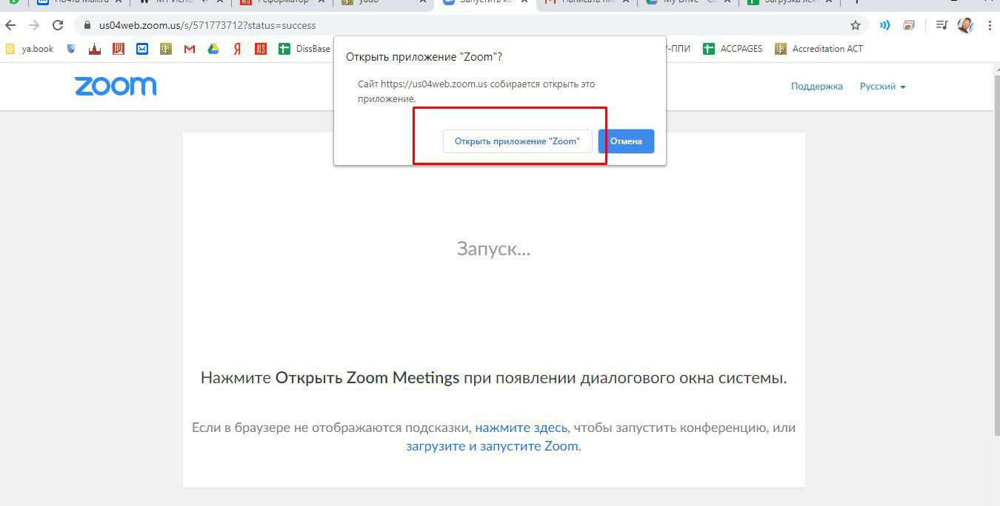 Реформатор
yado
us04web.zoom.us/s/571773712?status=success
ya.book
DissBase
-ППИ
ACCPAGES
Accreditation ACT
Открыть приложение "Zoom"?
Сайт https://us04web.zoom.us собирается открыть это
приложение.
Открыть приложение "Zoom"
Отмена
zoom
Поддержка
Русский
Запуск...
Нажмите Открыть Zoom Meetings при появлении диалогового окна системы.
Если в браузере не отображаются подсказки, нажмите здесь, чтобы запустить конференцию, или
загрузите и запустите Zoom.